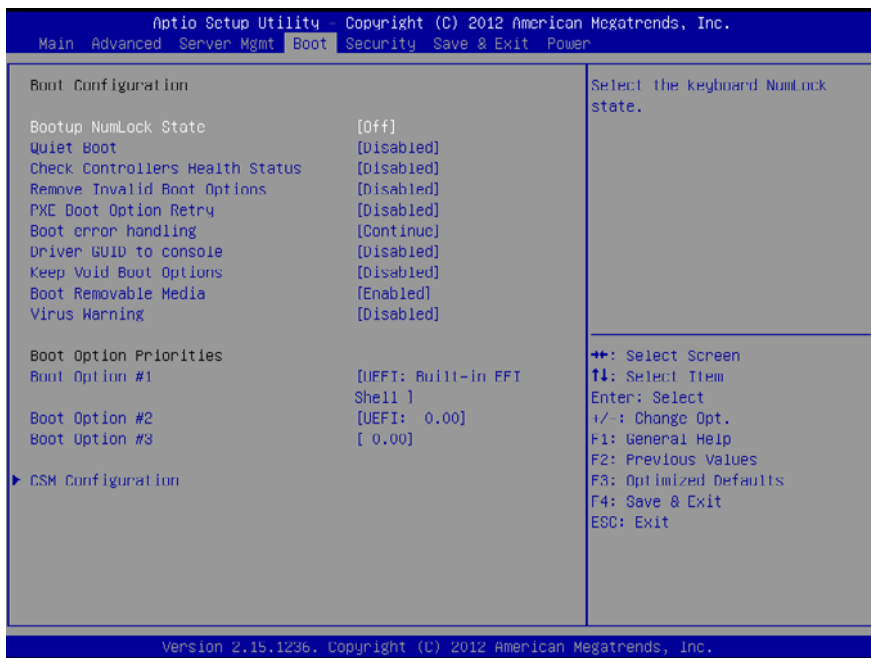 Aptio Setup Utility - Copyright (C) 2012 American Megatrends, Inc.
Main Advanced Server Mgmt Boot Security Save & Exit Power
Boot Configuration
Bootup NumLock State [Off]
Quiet Boot [Disabled]
Check Controllers Health Status [Disabled]
Remove Invalid Boot Options [Disabled]
PXE Boot Option Retry [Disabled]
Boot error handling [Continue]
Driver GUID to console [Disabled]
Keep Void Boot Options [Disabled]
Boot Removable Media [Enabled]
Virus Warning [Disabled]
Boot Option Priorities
Boot Option #1 [UEFI: Built-in EFI
Shell ]
Boot Option #2 [UEFI: 0.00]
Boot Option #3 [ 0.00]
▶ CSM Configuration
Select the keyboard NumLock
state.
→←: Select Screen
↑↓: Select Item
Enter: Select
+/-: Change Opt.
F1: General Help
F2: Previous Values
F3: Optimized Defaults
F4: Save & Exit
ESC: Exit
Version 2.15.1236. Copyright (C) 2012 American Megatrends, Inc.